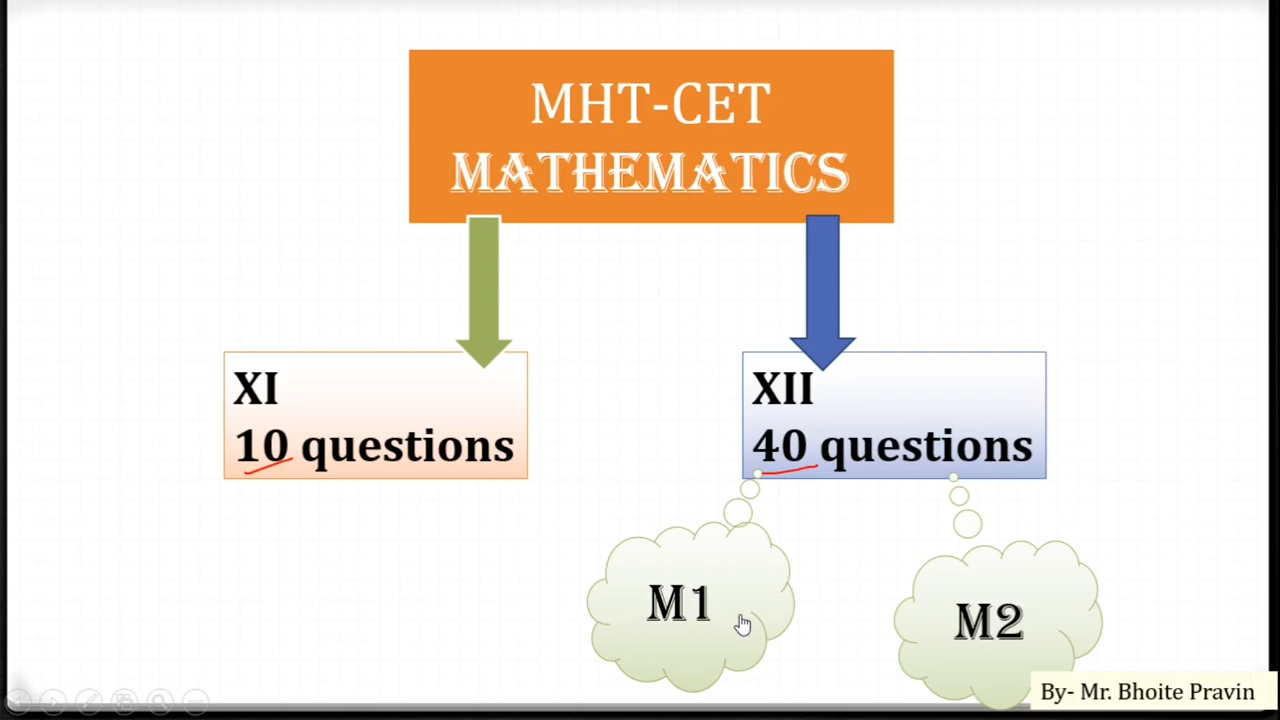 MHT-CET
MATHEMATICS
XI
10 questions
XII
40 questions
M1
M2
By- Mr. Bhoite Pravin